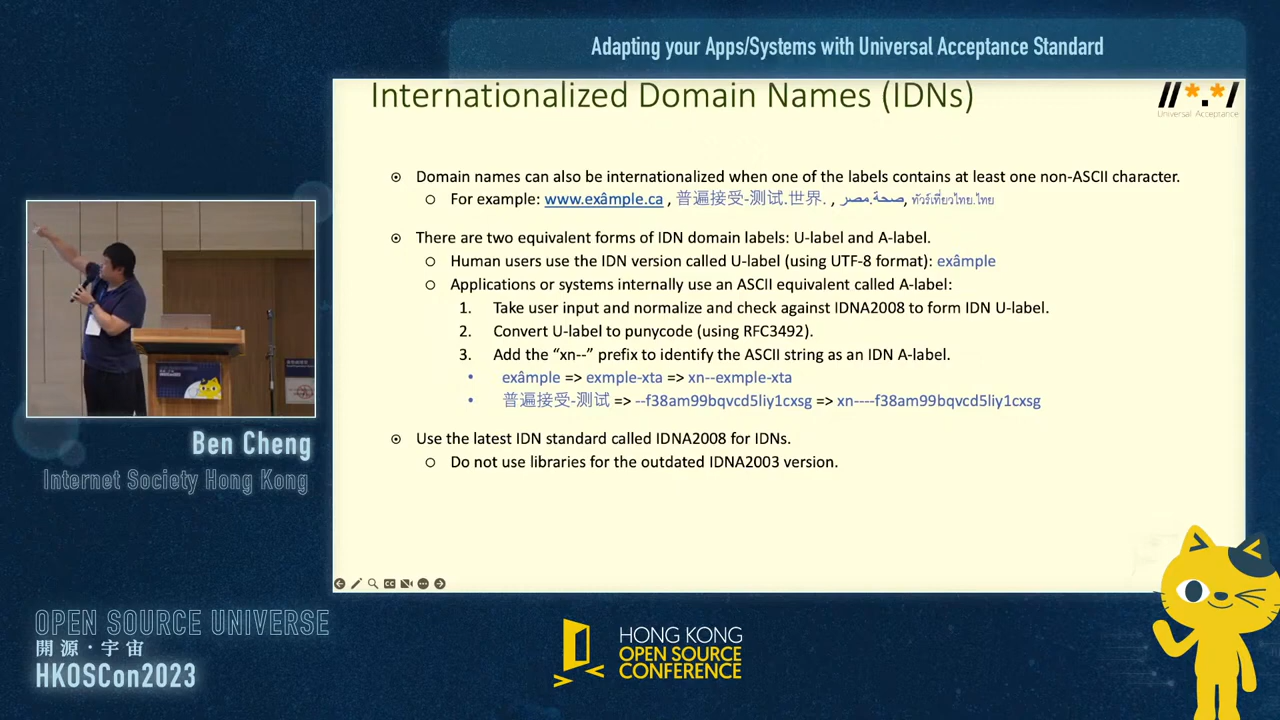 Adapting your Apps/Systems with Universal Acceptance Standard
Internationalized Domain Names (IDNs)
//*.*/
Universal Acceptance
Domain names can also be internationalized when one of the labels contains at least one non-ASCII character.
For example: www.exâmple.ca , 普遍接受-测试.世界. , صحة.مصر, ทัวร์เที่ยวไทย.ไทย
There are two equivalent forms of IDN domain labels: U-label and A-label.
Human users use the IDN version called U-label (using UTF-8 format): exâmple
Applications or systems internally use an ASCII equivalent called A-label:
1. Take user input and normalize and check against IDNA2008 to form IDN U-label.
2. Convert U-label to punycode (using RFC3492).
3. Add the “xn--” prefix to identify the ASCII string as an IDN A-label.
• exâmple => exmple-xta => xn--exmple-xta
• 普遍接受-测试 => --f38am99bqvcd5liy1cxsg => xn----f38am99bqvcd5liy1cxsg
Use the latest IDN standard called IDNA2008 for IDNs.
Do not use libraries for the outdated IDNA2003 version.
Ben Cheng
Internet Society Hong Kong
OPEN SOURCE UNIVERSE
開源·宇宙
HKOSCon2023
HONG KONG
OPEN SOURCE
CONFERENCE